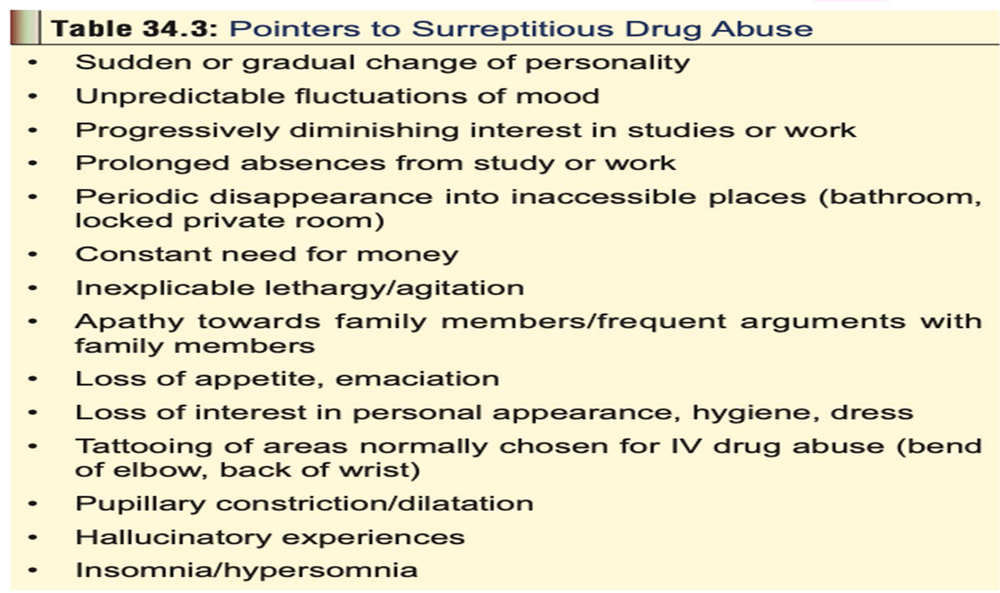 Table 34.3: Pointers to Surreptitious Drug Abuse
• Sudden or gradual change of personality
• Unpredictable fluctuations of mood
• Progressively diminishing interest in studies or work
• Prolonged absences from study or work
• Periodic disappearance into inaccessible places (bathroom,
locked private room)
• Constant need for money
• Inexplicable lethargy/agitation
• Apathy towards family members/frequent arguments with
family members
• Loss of appetite, emaciation
• Loss of interest in personal appearance, hygiene, dress
• Tattooing of areas normally chosen for IV drug abuse (bend
of elbow, back of wrist)
• Pupillary constriction/dilatation
• Hallucinatory experiences
• Insomnia/hypersomnia